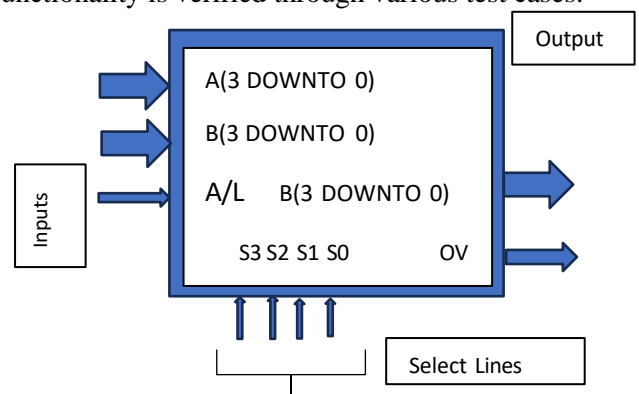 unctionality is verified through various test cases.
Output
A(3 DOWNTO 0)
B(3 DOWNTO 0)
A/L B(3 DOWNTO 0)
Inputs
S3 S2 S1 S0 OV
Select Lines